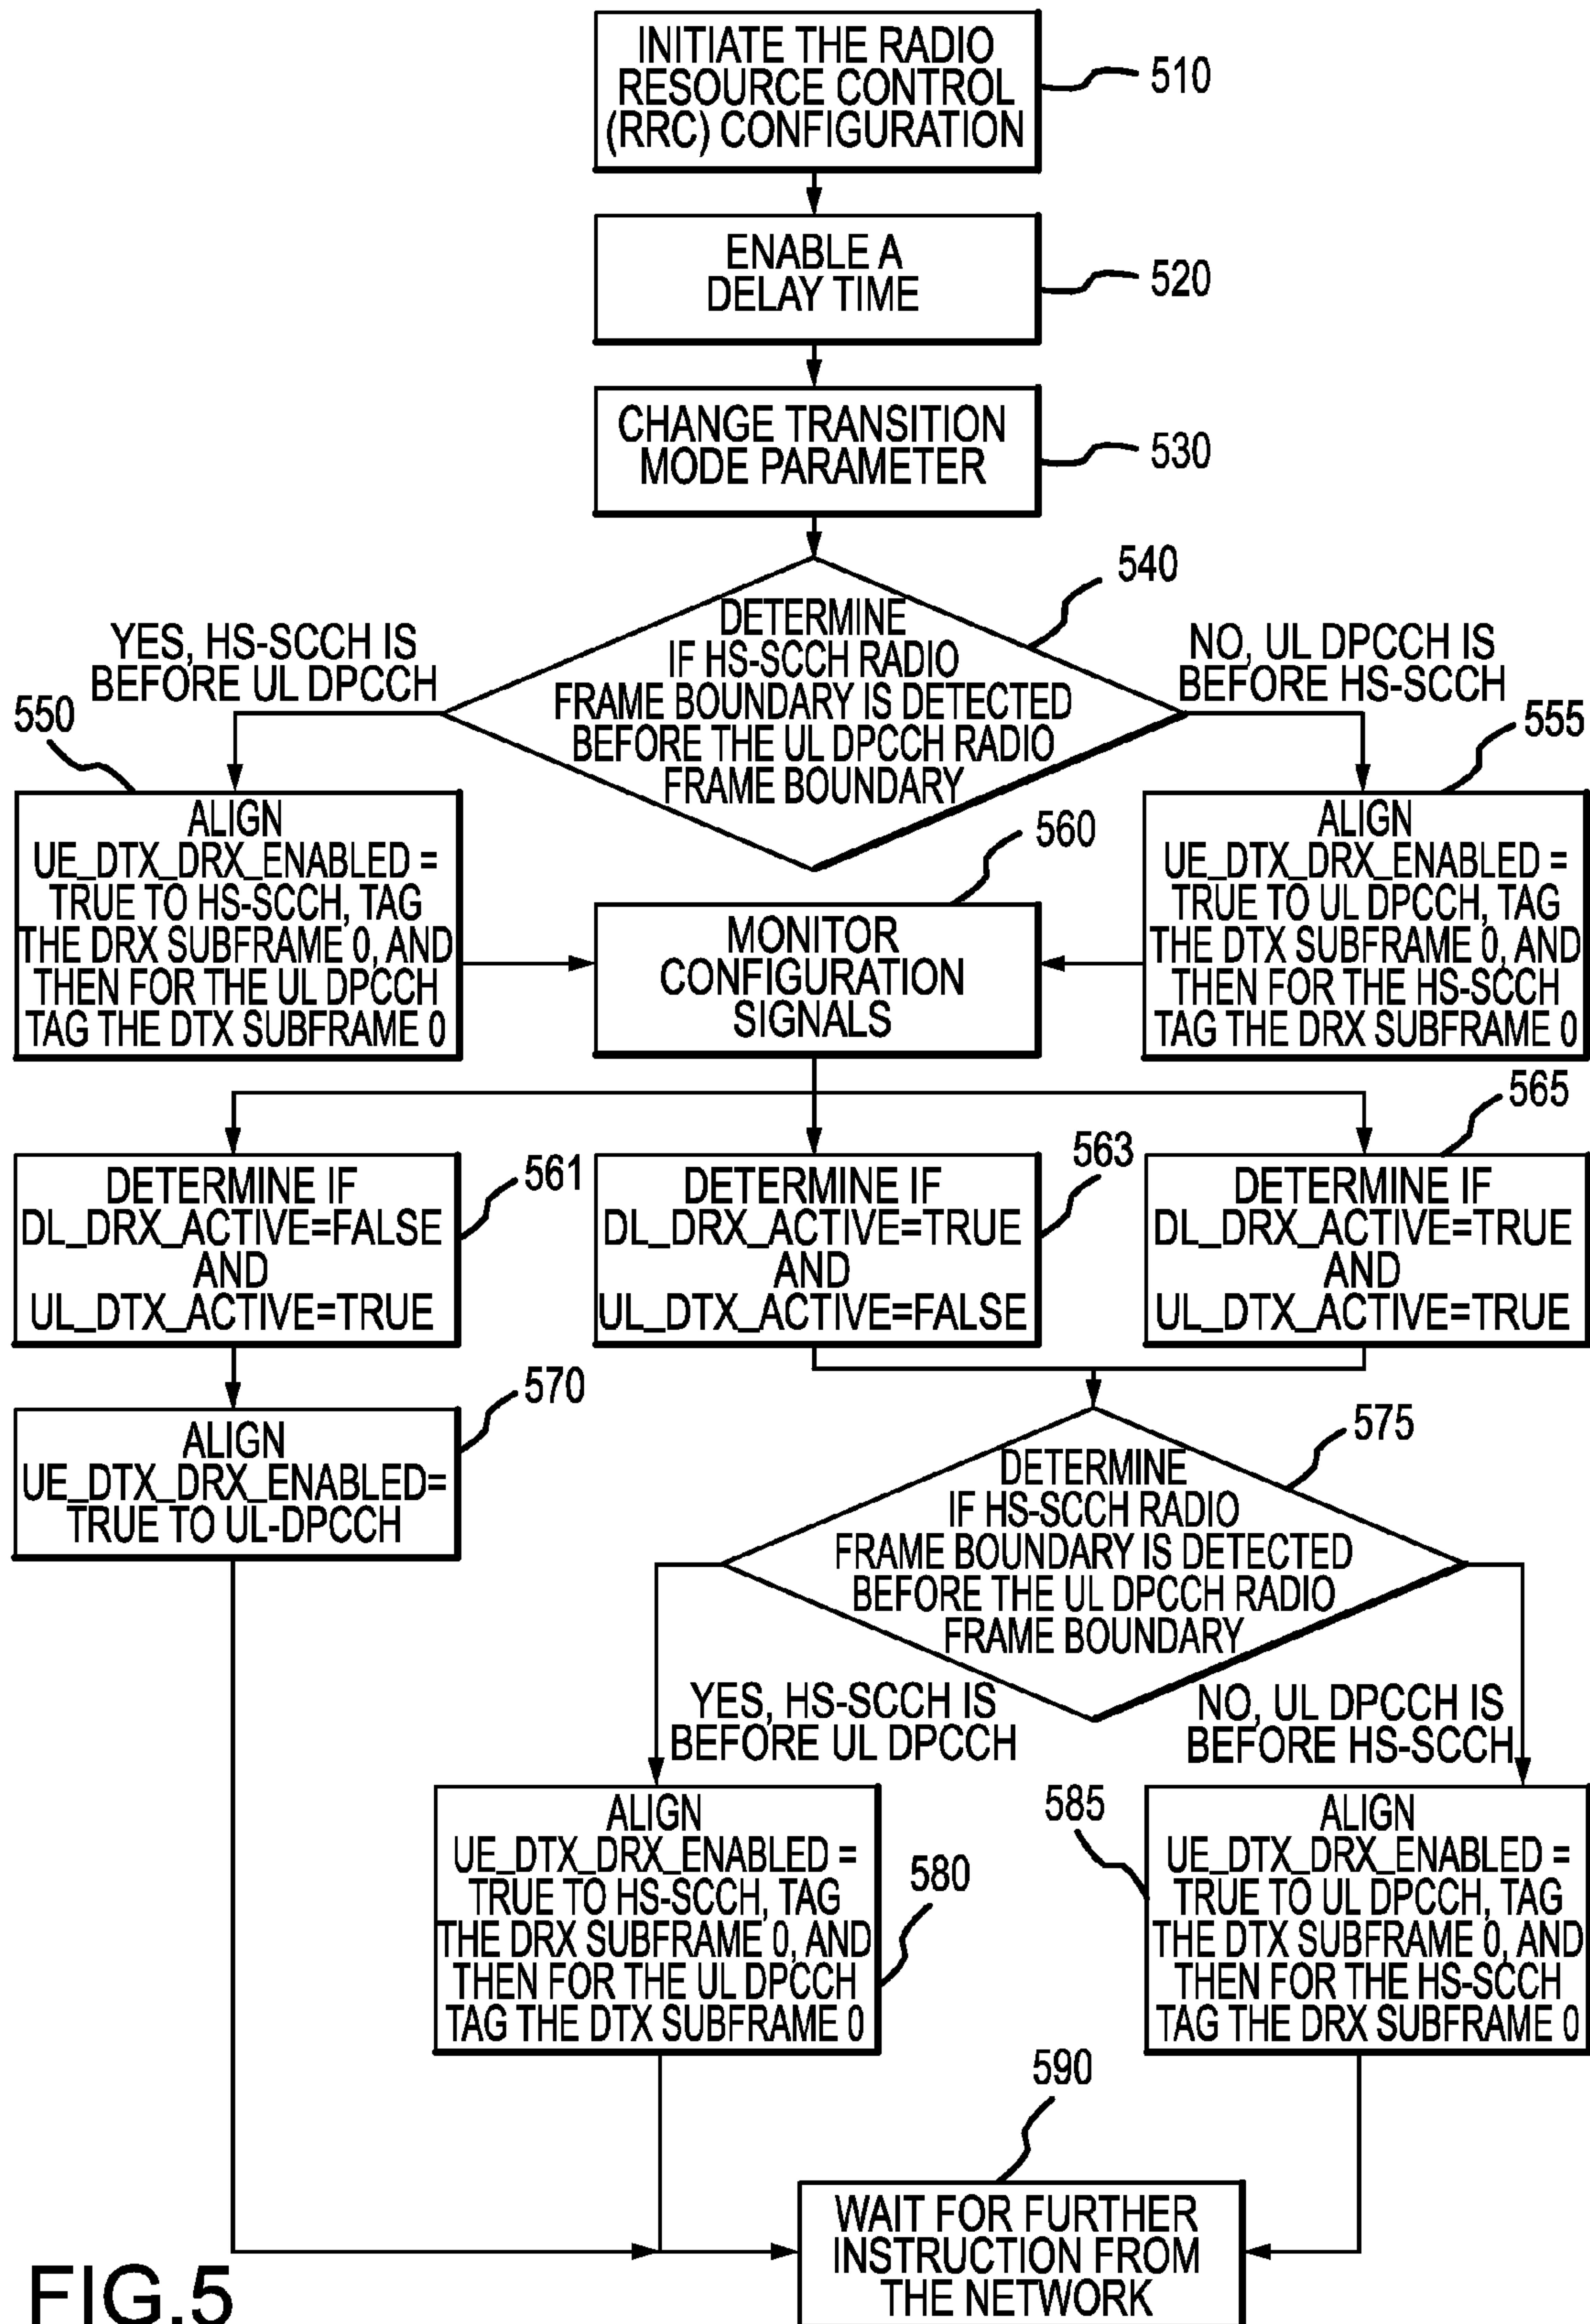 INITIATE THE RADIO
RESOURCE CONTROL
(RRC) CONFIGURATION
510
ENABLE A
DELAY TIME
520
CHANGE TRANSITION
MODE PARAMETER
530
540
DETERMINE
IF HS-SCCH RADIO
FRAME BOUNDARY IS DETECTED
BEFORE THE UL DPCCH RADIO
FRAME BOUNDARY
YES, HS-SCCH IS
BEFORE UL DPCCH
NO, UL DPCCH IS
BEFORE HS-SCCH
550
ALIGN
UE_DTX_DRX_ENABLED =
TRUE TO HS-SCCH, TAG
THE DRX SUBFRAME 0, AND
THEN FOR THE UL DPCCH
TAG THE DTX SUBFRAME 0
555
ALIGN
UE_DTX_DRX_ENABLED =
TRUE TO UL DPCCH, TAG
THE DTX SUBFRAME 0, AND
THEN FOR THE HS-SCCH
TAG THE DRX SUBFRAME 0
560
MONITOR
CONFIGURATION
SIGNALS
561
DETERMINE IF
DL_DRX_ACTIVE=FALSE
AND
UL_DTX_ACTIVE=TRUE
563
DETERMINE IF
DL_DRX_ACTIVE=TRUE
AND
UL_DTX_ACTIVE=FALSE
565
DETERMINE IF
DL_DRX_ACTIVE=TRUE
AND
UL_DTX_ACTIVE=TRUE
570
ALIGN
UE_DTX_DRX_ENABLED=
TRUE TO UL-DPCCH
575
DETERMINE
IF HS-SCCH RADIO
FRAME BOUNDARY IS DETECTED
BEFORE THE UL DPCCH RADIO
FRAME BOUNDARY
YES, HS-SCCH IS
BEFORE UL DPCCH
NO, UL DPCCH IS
BEFORE HS-SCCH
580
ALIGN
UE_DTX_DRX_ENABLED =
TRUE TO HS-SCCH, TAG
THE DRX SUBFRAME 0, AND
THEN FOR THE UL DPCCH
TAG THE DTX SUBFRAME 0
585
ALIGN
UE_DTX_DRX_ENABLED =
TRUE TO UL DPCCH, TAG
THE DTX SUBFRAME 0, AND
THEN FOR THE HS-SCCH
TAG THE DRX SUBFRAME 0
590
WAIT FOR FURTHER
INSTRUCTION FROM
THE NETWORK
FIG.5